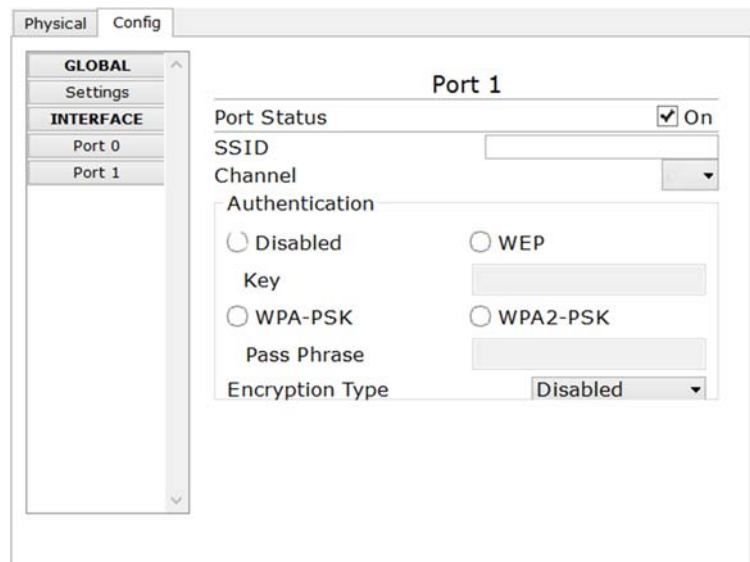 Physical Config
GLOBAL
Settings
INTERFACE
Port 0
Port 1
Port 1
Port Status On
SSID
Channel
Authentication
Disabled WEP
Key
WPA-PSK WPA2-PSK
Pass Phrase
Encryption Type Disabled